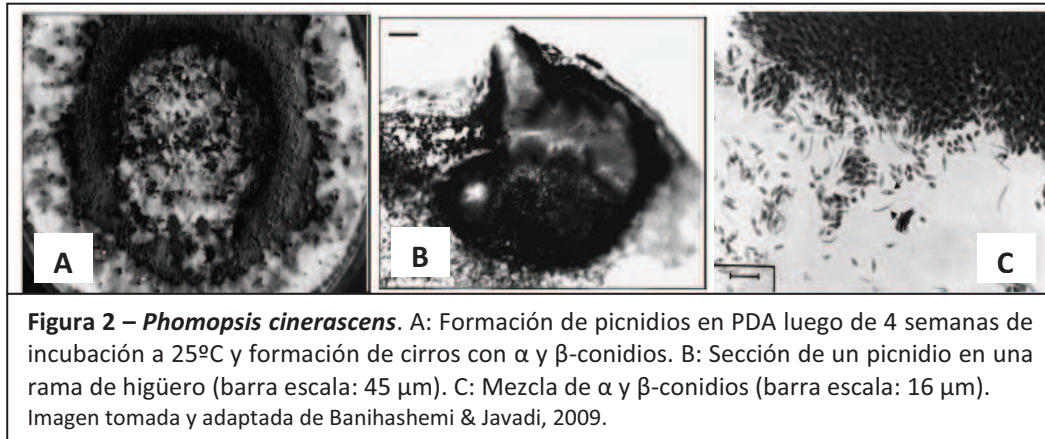 A
B
C
Figura 2 – Phomopsis cinerascens. A: Formación de picnidios en PDA luego de 4 semanas de
incubación a 25ºC y formación de cirros con α y β-conidios. B: Sección de un picnidio en una
rama de higüero (barra escala: 45 µm). C: Mezcla de α y β-conidios (barra escala: 16 µm).
Imagen tomada y adaptada de Banihashemi & Javadi, 2009.